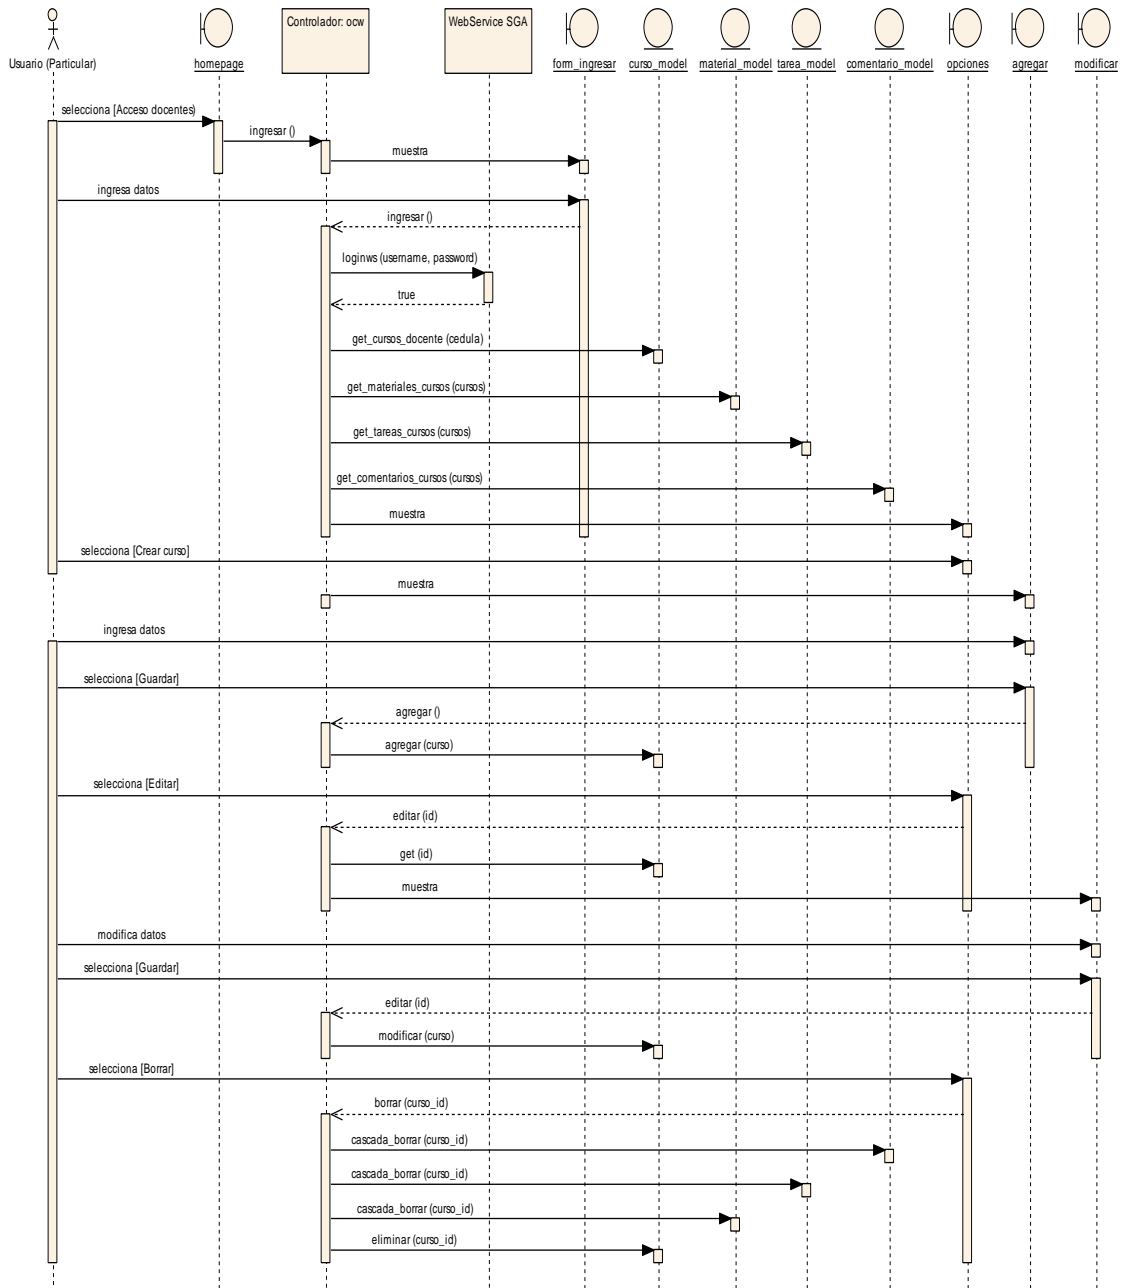 Controlador: ocw
WebService SGA
Usuario (Particular)
homepage
form_ingresar
curso_model
material_model
tarea_model
comentario_model
opciones
agregar
modificar
selecciona [Acceso docentes)
ingresar ()
muestra
ingresa datos
ingresar ()
loginws (username, password)
true
get_cursos_docente (cedula)
get_materiales_cursos (cursos)
get_tareas_cursos (cursos)
get_comentarios_cursos (cursos)
muestra
selecciona [Crear curso]
muestra
ingresa datos
selecciona [Guardar]
agregar ()
agregar (curso)
selecciona [Editar]
editar (id)
get (id)
muestra
modifica datos
selecciona [Guardar]
editar (id)
modificar (curso)
selecciona [Borrar]
borrar (curso_id)
cascada_borrar (curso_id)
cascada_borrar (curso_id)
cascada_borrar (curso_id)
eliminar (curso_id)